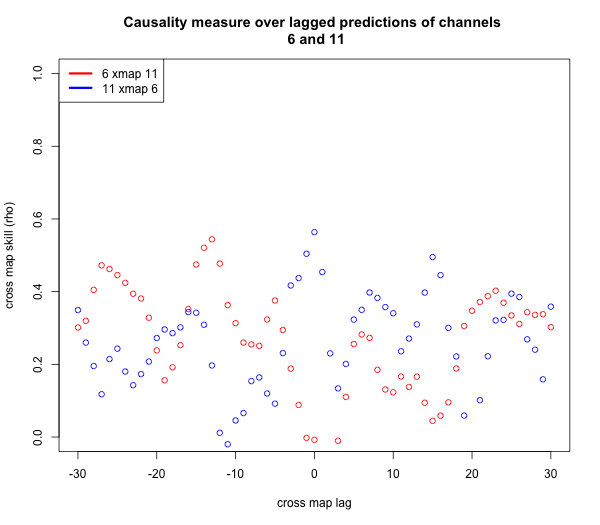 Causality measure over lagged predictions of channels
6 and 11
6 xmap 11
11 xmap 6
cross map skill (rho)
1.0
0.8
0.6
0.4
0.2
0.0
-30
-20
-10
0
10
20
30
cross map lag